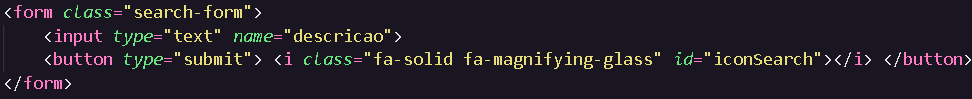 <form class="search-form">
<input type="text" name="descricao">
<button type="submit"> <i class="fa-solid fa-magnifying-glass" id="iconSearch"></i> </button>
</form>